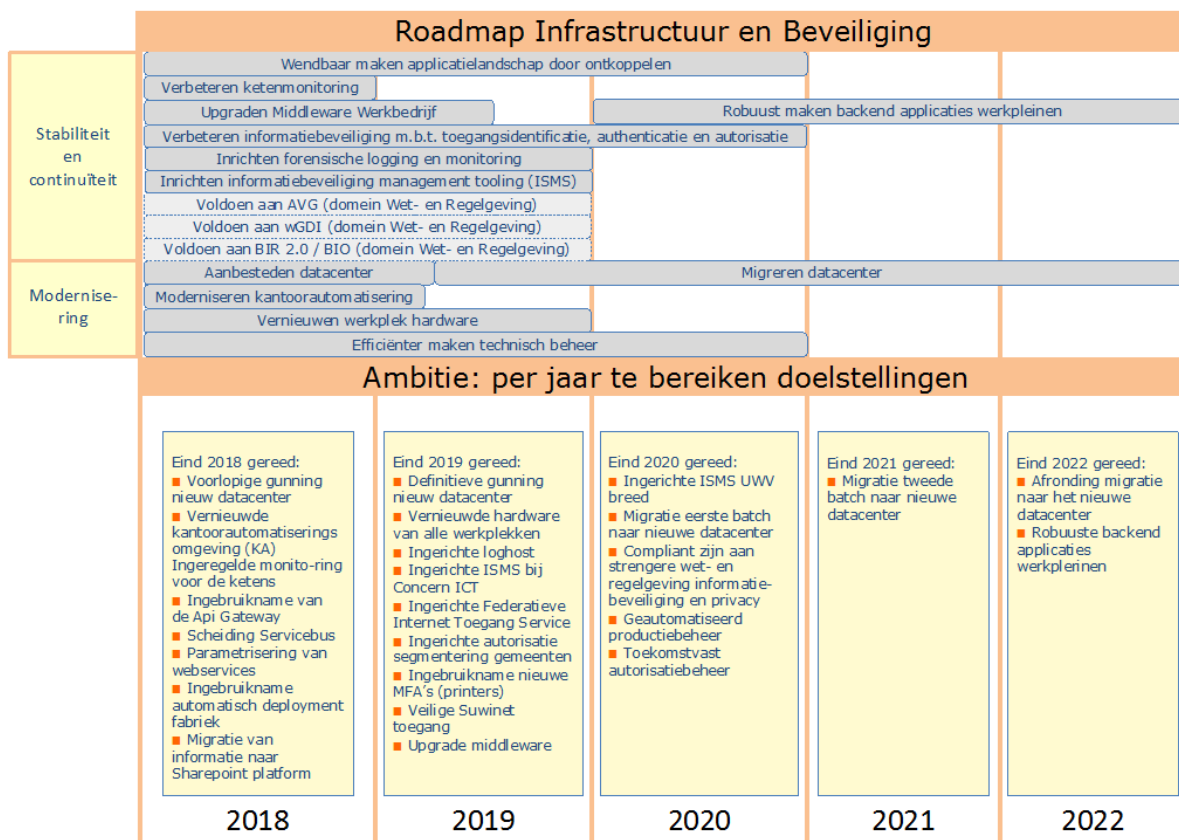 Roadmap Infrastructuur en Beveiliging
Stabiliteit
en
continuïteit
Wendbaar maken applicatielandschap door ontkoppelen
Verbeteren ketenmonitoring
Upgraden Middleware Werkbedrijf
Robuust maken backend applicaties werkpleinen
Verbeteren informatiebeveiliging m.b.t. toegangsidentificatie, authenticatie en autorisatie
Inrichten forensische logging en monitoring
Inrichten informatiebeveiliging management tooling (ISMS)
Voldoen aan AVG (domein Wet- en Regelgeving)
Voldoen aan wGDI (domein Wet- en Regelgeving)
Voldoen aan BIR 2.0 / BIO (domein Wet- en Regelgeving)
Modernise-
ring
Aanbesteden datacenter
Migreren datacenter
Moderniseren kantoorautomatisering
Vernieuwen werkplek hardware
Efficiënter maken technisch beheer
Ambitie: per jaar te bereiken doelstellingen
Eind 2018 gereed:
■ Voorlopige gunning
nieuw datacenter
■ Vernieuwde
kantoorautomatiserings
omgeving (KA)
Ingeregelde monito-ring
voor de ketens
■ Ingebruikname van
de Api Gateway
■ Scheiding Servicebus
■ Parametrisering van
webservices
■ Ingebruikname
automatisch deployment
fabriek
■ Migratie van
informatie naar
Sharepoint platform
Eind 2019 gereed:
■ Definitieve gunning
nieuw datacenter
■ Vernieuwde hardware
van alle werkplekken
■ Ingerichte loghost
■ Ingerichte ISMS bij
Concern ICT
■ Ingerichte Federatieve
Internet Toegang Service
■ Ingerichte autorisatie
segmentering gemeenten
■ Ingebruikname nieuwe
MFA´s (printers)
■ Veilige Suwinet
toegang
■ Upgrade middleware
Eind 2020 gereed:
■ Ingerichte ISMS UWV
breed
■ Migratie eerste batch
naar nieuwe datacenter
■ Compliant zijn aan
strengere wet- en
regelgeving informatie-
beveiliging en privacy
■ Geautomatiseerd
productiebeheer
■ Toekomstvast
autorisatiebeheer
Eind 2021 gereed:
■ Migratie tweede
batch naar nieuwe
datacenter
Eind 2022 gereed:
■ Afronding migratie
naar het nieuwe
datacenter
■ Robuuste backend
applicaties
werkplerinen
2018
2019
2020
2021
2022